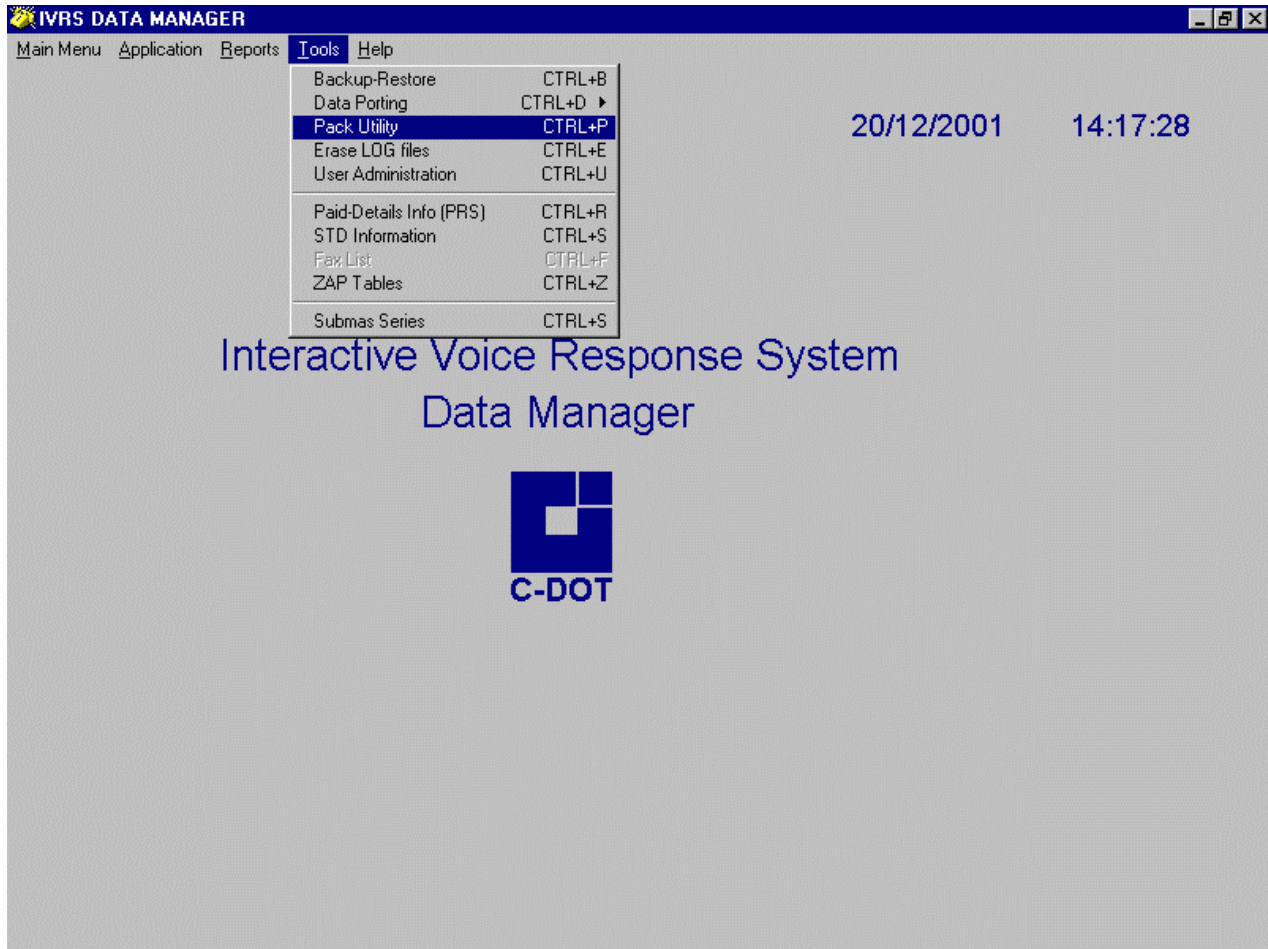 IVRS DATA MANAGER
Main Menu Application Reports Tools Help
Backup-Restore CTRL+B
Data Porting CTRL+D
Pack Utility CTRL+P
20/12/2001 14:17:28
Erase LOG files CTRL+E
User Administration CTRL+U
Paid-Details Info (PRS) CTRL+R
STD Information CTRL+S
Fax List CTRL+F
ZAP Tables CTRL+Z
Submas Series CTRL+S
Interactive Voice Response System
Data Manager
C-DOT